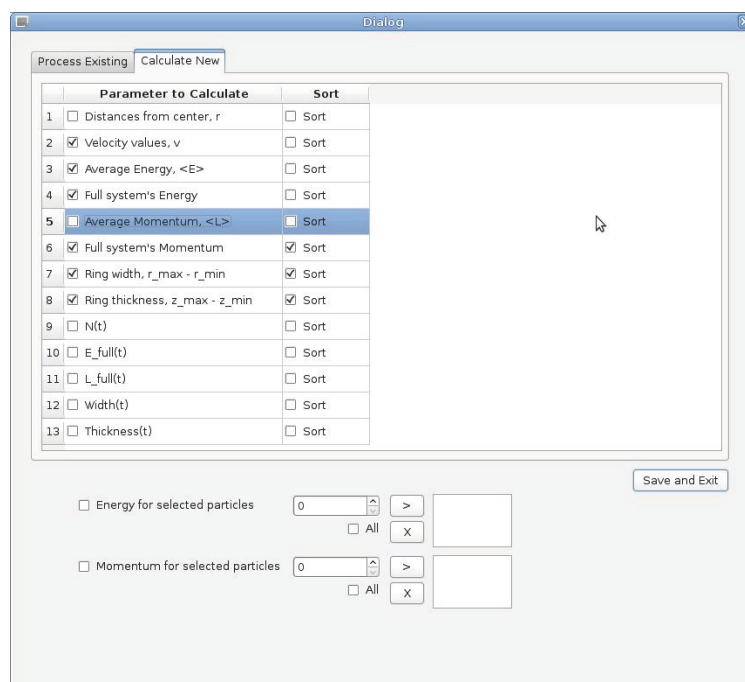 Dialog
Process Existing Calculate New
Parameter to Calculate Sort
1 Distances from center, r Sort
2 Velocity values, v Sort
3 Average Energy, <E> Sort
4 Full system's Energy Sort
5 Average Momentum, <L> Sort
6 Full system's Momentum Sort
7 Ring width, r_max - r_min Sort
8 Ring thickness, z_max - z_min Sort
9 N(t) Sort
10 E_full(t) Sort
11 L_full(t) Sort
12 Width(t) Sort
13 Thickness(t) Sort
Save and Exit
Energy for selected particles 0 >
All X
Momentum for selected particles 0 >
All X